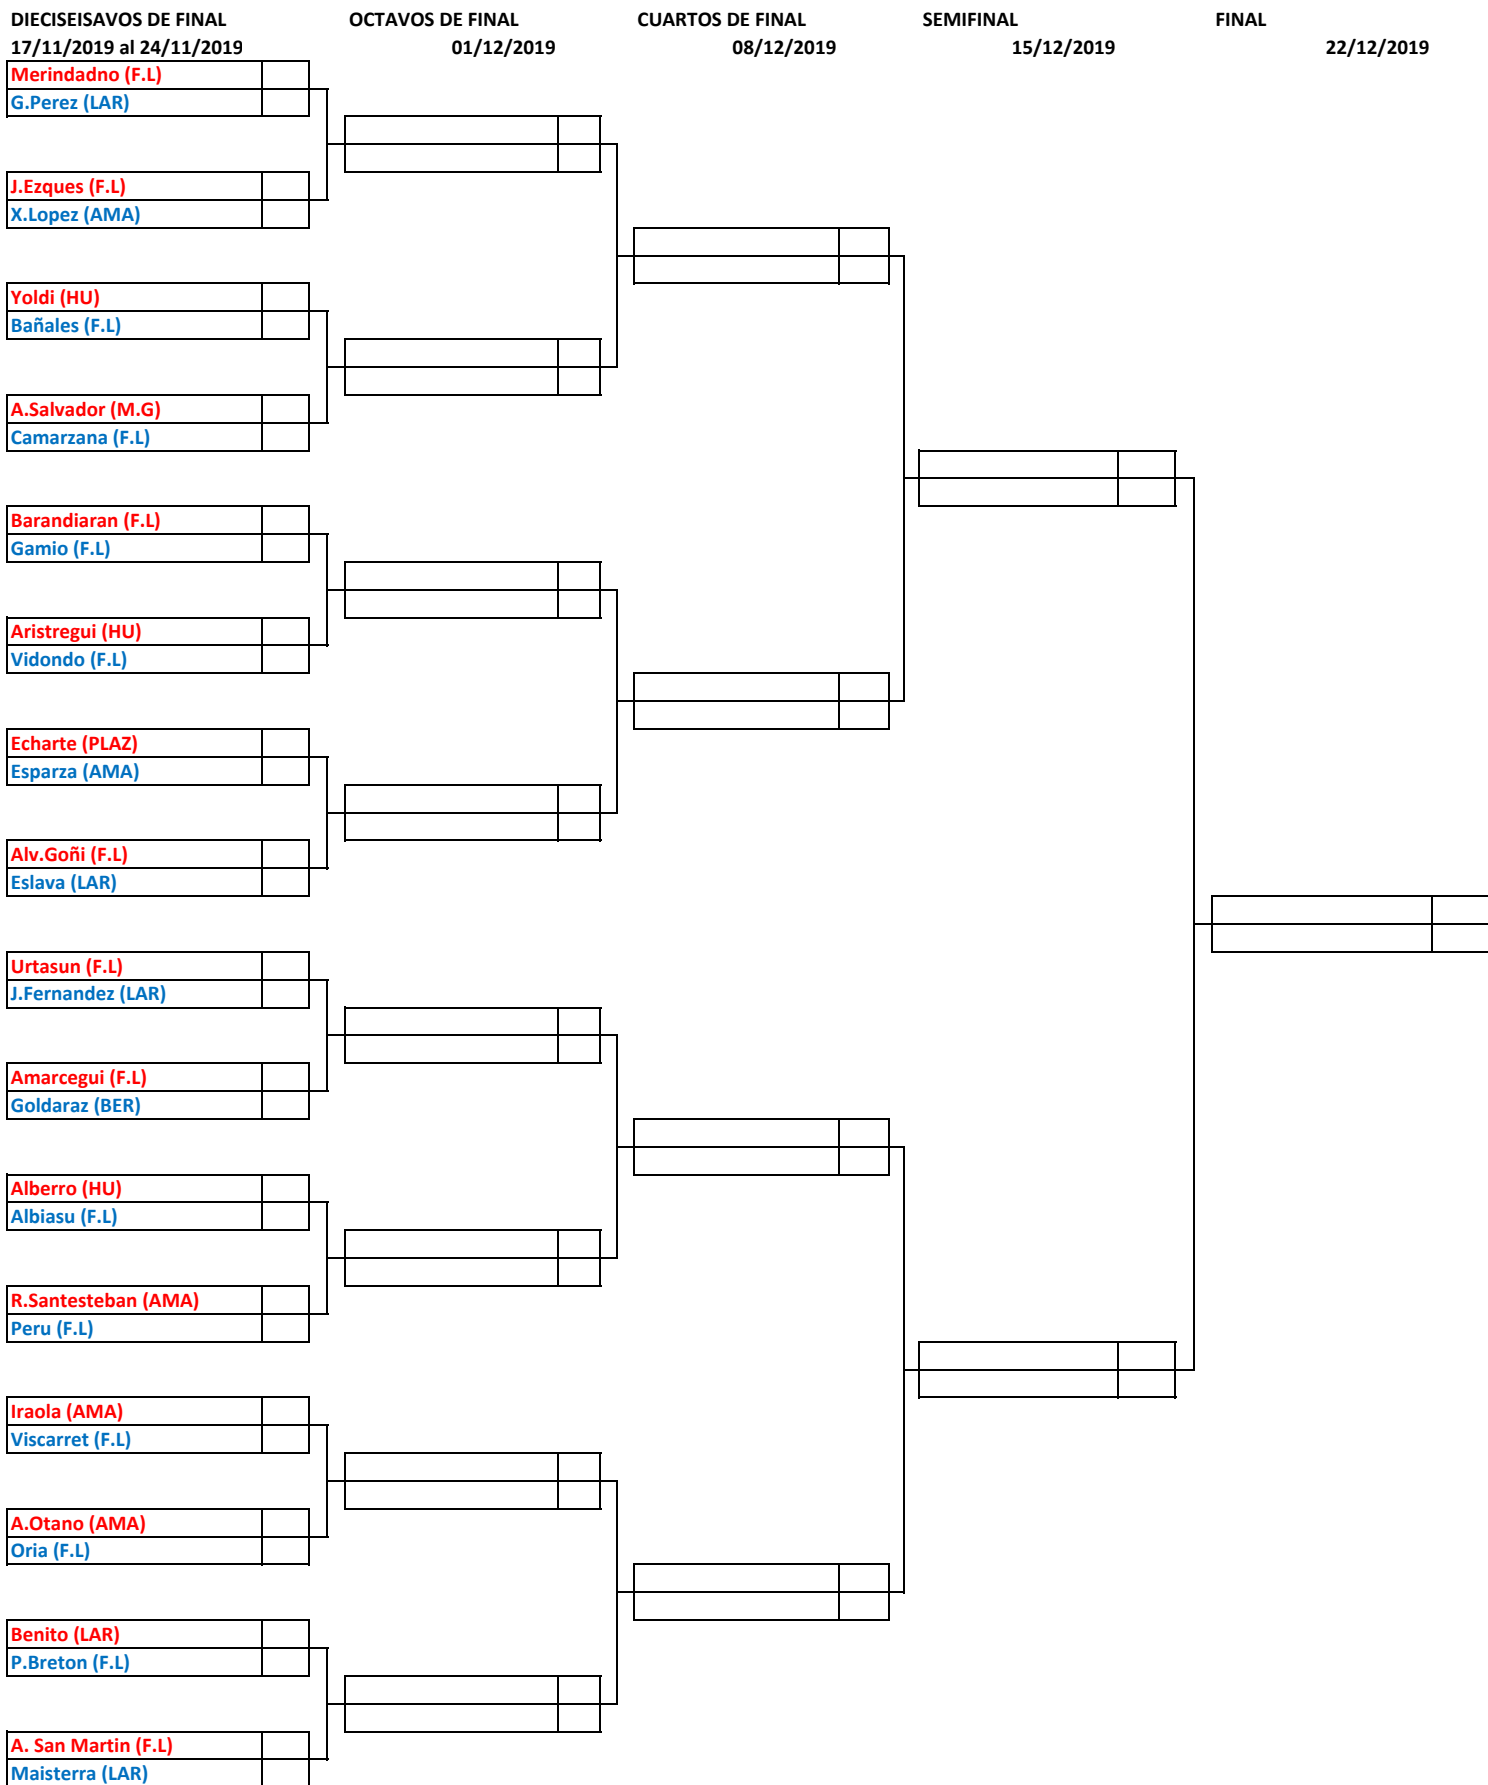 DIECISEISAVOS DE FINAL OCTAVOS DE FINAL CUARTOS DE FINAL SEMIFINAL FINAL
17/11/2019 al 24/11/2019 01/12/2019 08/12/2019 15/12/2019 22/12/2019
Merindadno (F.L)
G.Perez (LAR)
J.Ezques (F.L)
X.Lopez (AMA)
Yoldi (HU)
Bañales (F.L)
A.Salvador (M.G)
Camarzana (F.L)
Barandiaran (F.L)
Gamio (F.L)
Aristregui (HU)
Vidondo (F.L)
Echarte (PLAZ)
Esparza (AMA)
Alv.Goñi (F.L)
Eslava (LAR)
Urtasun (F.L)
J.Fernandez (LAR)
Amarcegui (F.L)
Goldaraz (BER)
Alberro (HU)
Albiasu (F.L)
R.Santesteban (AMA)
Peru (F.L)
Iraola (AMA)
Viscarret (F.L)
A.Otano (AMA)
Oria (F.L)
Benito (LAR)
P.Breton (F.L)
A. San Martin (F.L)
Maisterra (LAR)